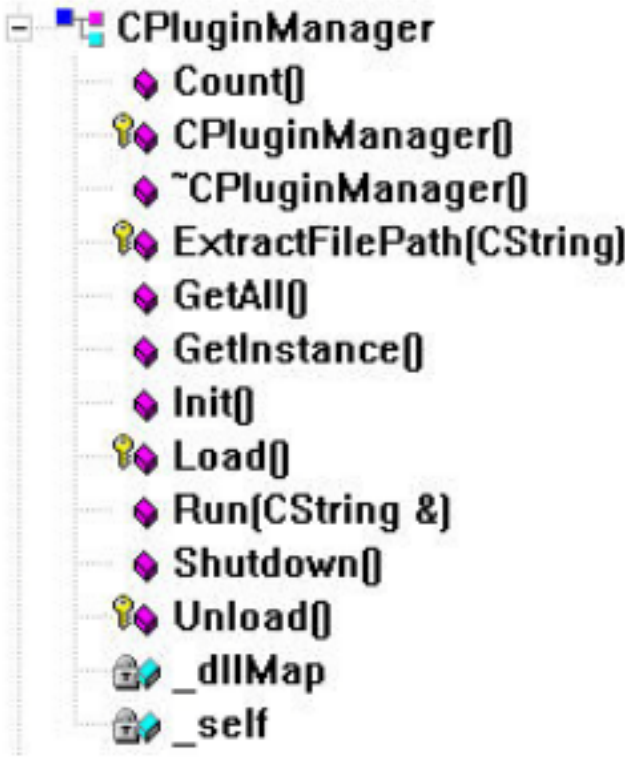 CPluginManager
Count()
CPluginManager()
~CPluginManager()
ExtractFilePath(CString)
GetAll()
GetInstance()
Init()
Load()
Run(CString &)
Shutdown()
Unload()
_dllMap
_self